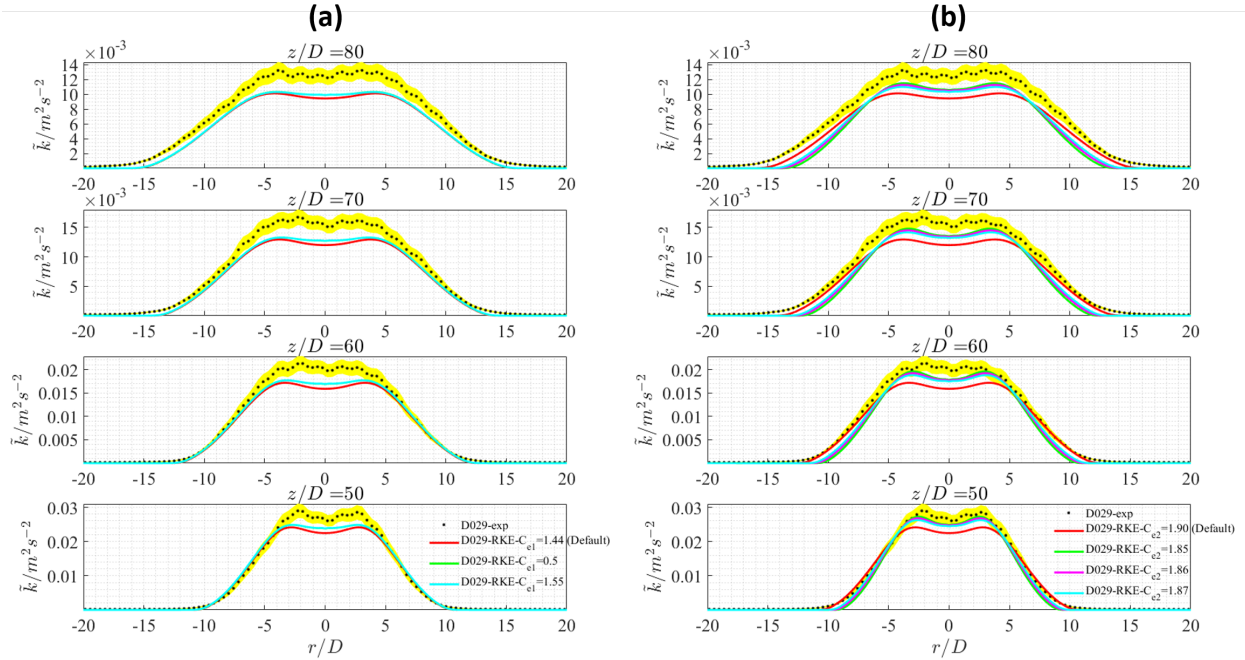 (a)
z/D =80
×10⁻³
14
12
10
8
6
4
2
k̃/m²s⁻²
-20 -15 -10 -5 0 5 10 15 20
z/D =70
×10⁻³
15
10
5
k̃/m²s⁻²
-20 -15 -10 -5 0 5 10 15 20
z/D =60
0.02
0.015
0.01
0.005
k̃/m²s⁻²
-20 -15 -10 -5 0 5 10 15 20
z/D =50
0.03
0.02
0.01
k̃/m²s⁻²
D029-exp
D029-RKE-C_e1=1.44 (Default)
D029-RKE-C_e1=0.5
D029-RKE-C_e1=1.55
-20 -15 -10 -5 0 5 10 15 20
r/D
(b)
z/D =80
×10⁻³
14
12
10
8
6
4
2
k̃/m²s⁻²
-20 -15 -10 -5 0 5 10 15 20
z/D =70
×10⁻³
15
10
5
k̃/m²s⁻²
-20 -15 -10 -5 0 5 10 15 20
z/D =60
0.02
0.015
0.01
0.005
k̃/m²s⁻²
-20 -15 -10 -5 0 5 10 15 20
z/D =50
0.03
0.02
0.01
k̃/m²s⁻²
D029-exp
D029-RKE-C_e2=1.90 (Default)
D029-RKE-C_e2=1.85
D029-RKE-C_e2=1.86
D029-RKE-C_e2=1.87
-20 -15 -10 -5 0 5 10 15 20
r/D